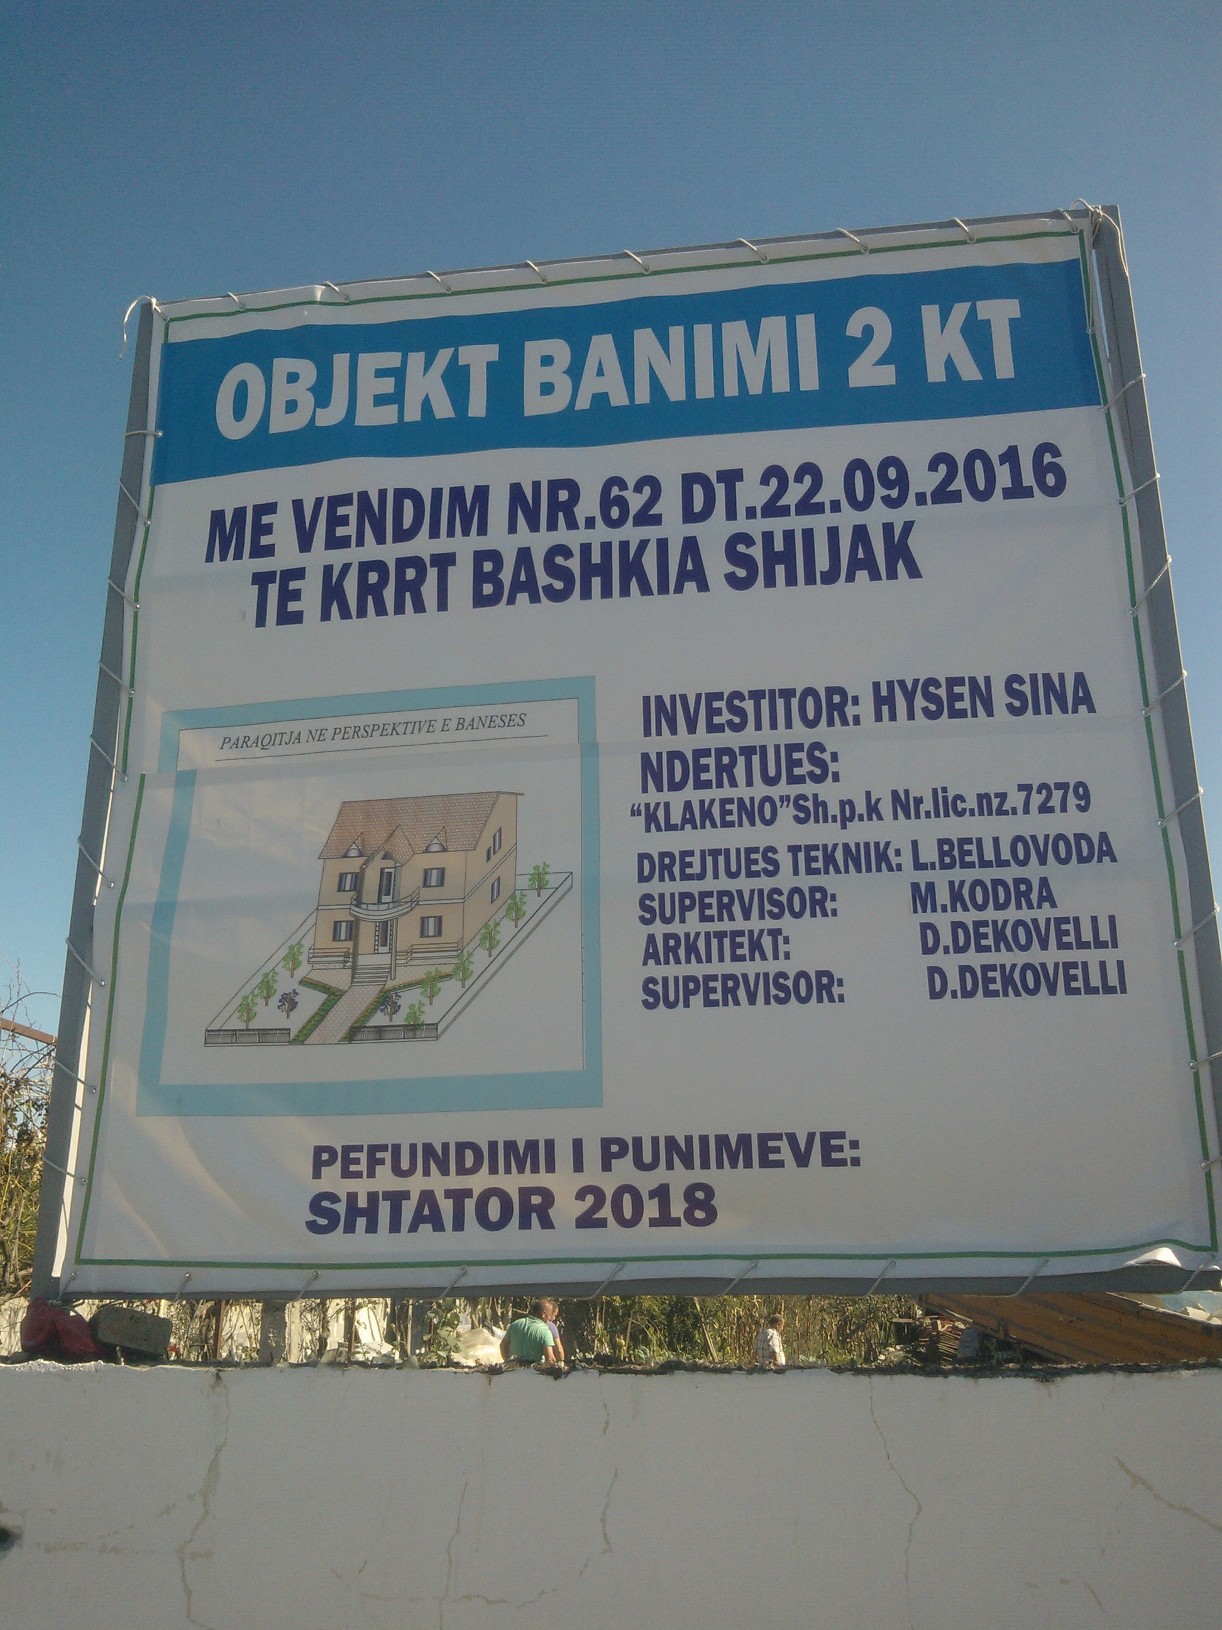 OBJEKT BANIMI 2 KT
ME VENDIM NR.62 DT.22.09.2016
TE KRRT BASHKIA SHIJAK
PARAQITJA NE PERSPEKTIVE E BANESES
INVESTITOR: HYSEN SINA
NDERTUES:
“KLAKENO”Sh.p.k Nr.lic.nz.7279
DREJTUES TEKNIK: L.BELLOVODA
SUPERVISOR: M.KODRA
ARKITEKT: D.DEKOVELLI
SUPERVISOR: D.DEKOVELLI
PEFUNDIMI I PUNIMEVE:
SHTATOR 2018